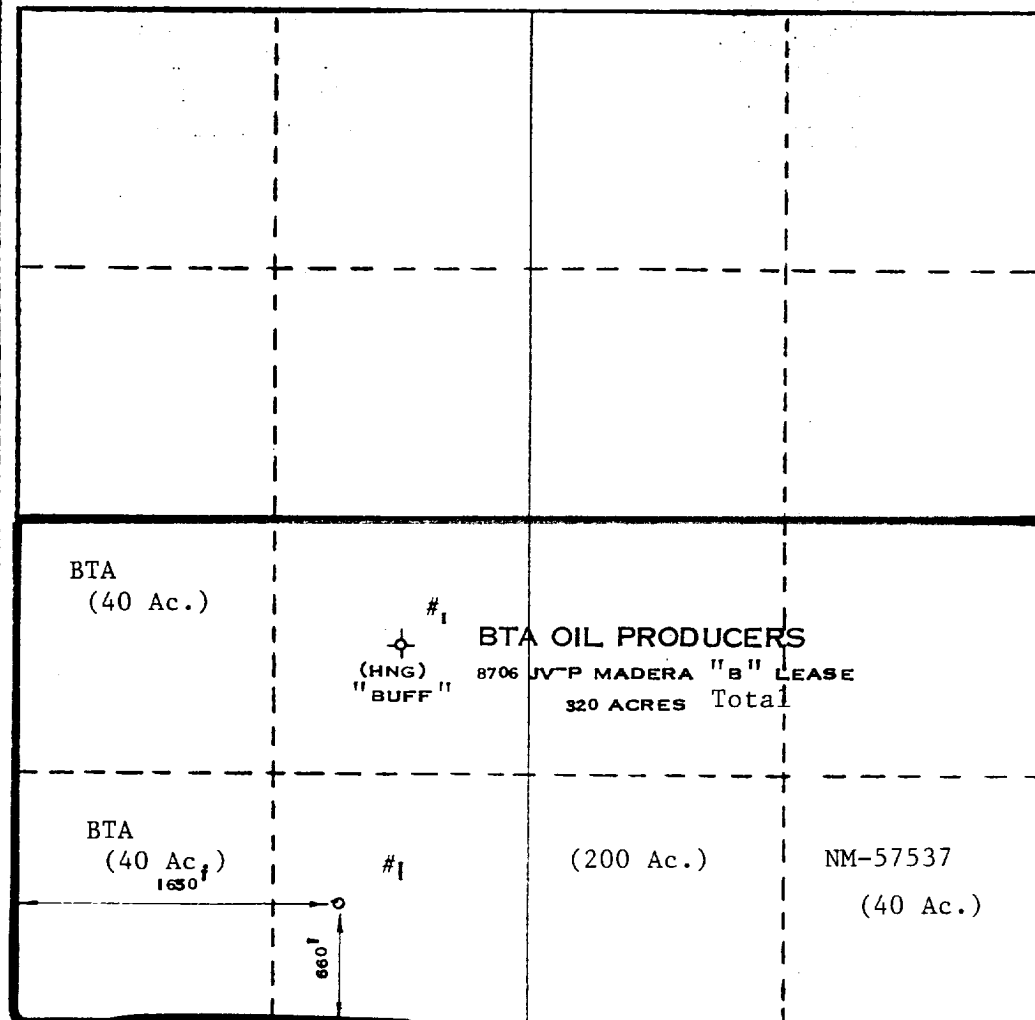 BTA
(40 Ac.)
#1
(HNG)
"BUFF"
BTA OIL PRODUCERS
8706 JV-P MADERA "B" LEASE
320 ACRES Total
BTA
(40 Ac.)
1650'
#1
(200 Ac.)
NM-57537
(40 Ac.)
660'